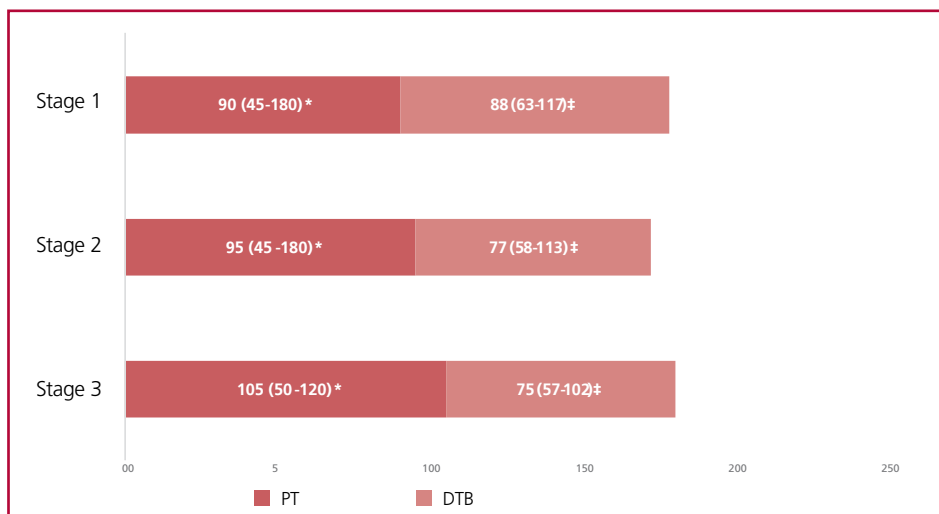 Stage 1
90 (45-180) *
88 (63-117)‡
Stage 2
95 (45 -180) *
77 (58-113) ‡
Stage 3
105 (50 -120) *
75 (57-102)‡
00 5 100 150 200 250
PT DTB